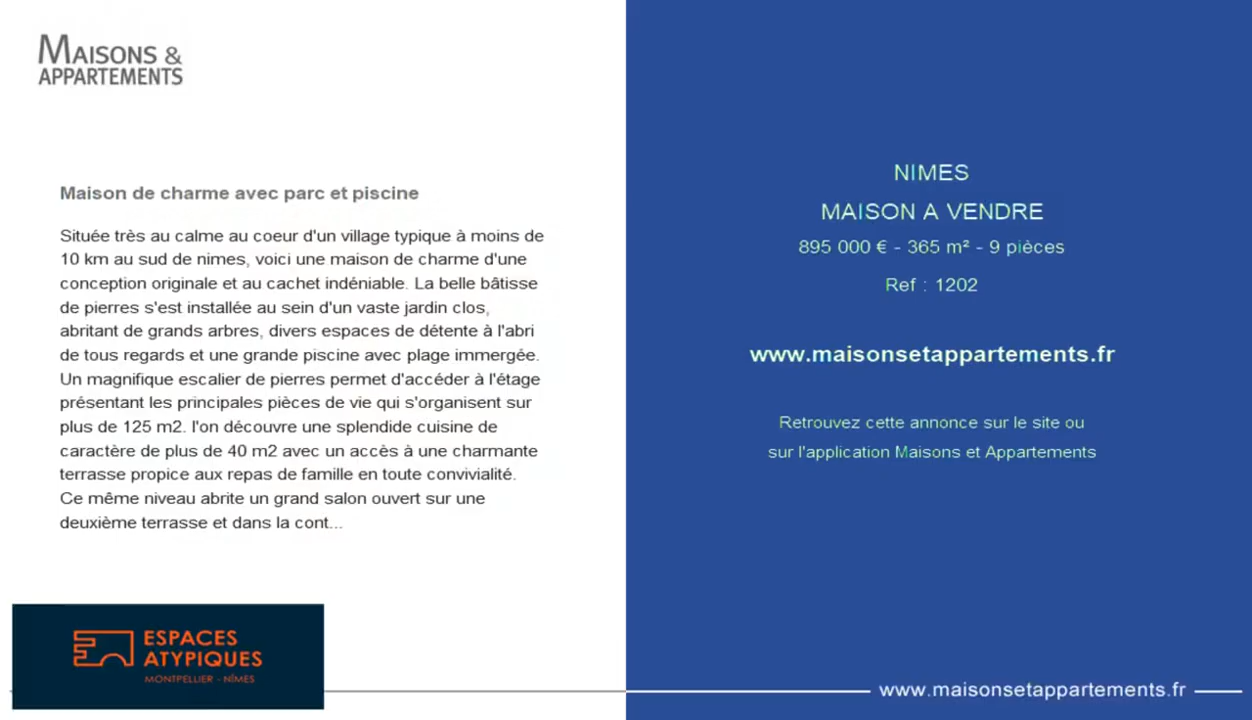 MAISONS &
APPARTEMENTS
Maison de charme avec parc et piscine
Située très au calme au coeur d'un village typique à moins de
10 km au sud de nimes, voici une maison de charme d'une
conception originale et au cachet indéniable. La belle bâtisse
de pierres s'est installée au sein d'un vaste jardin clos,
abritant de grands arbres, divers espaces de détente à l'abri
de tous regards et une grande piscine avec plage immergée.
Un magnifique escalier de pierres permet d'accéder à l'étage
présentant les principales pièces de vie qui s'organisent sur
plus de 125 m2. l'on découvre une splendide cuisine de
caractère de plus de 40 m2 avec un accès à une charmante
terrasse propice aux repas de famille en toute convivialité.
Ce même niveau abrite un grand salon ouvert sur une
deuxième terrasse et dans la cont...
ESPACES
ATYPIQUES
MONTPELLIER - NÎMES
NIMES
MAISON A VENDRE
895 000 € - 365 m² - 9 pièces
Ref : 1202
www.maisonsetappartements.fr
Retrouvez cette annonce sur le site ou
sur l'application Maisons et Appartements
www.maisonsetappartements.fr